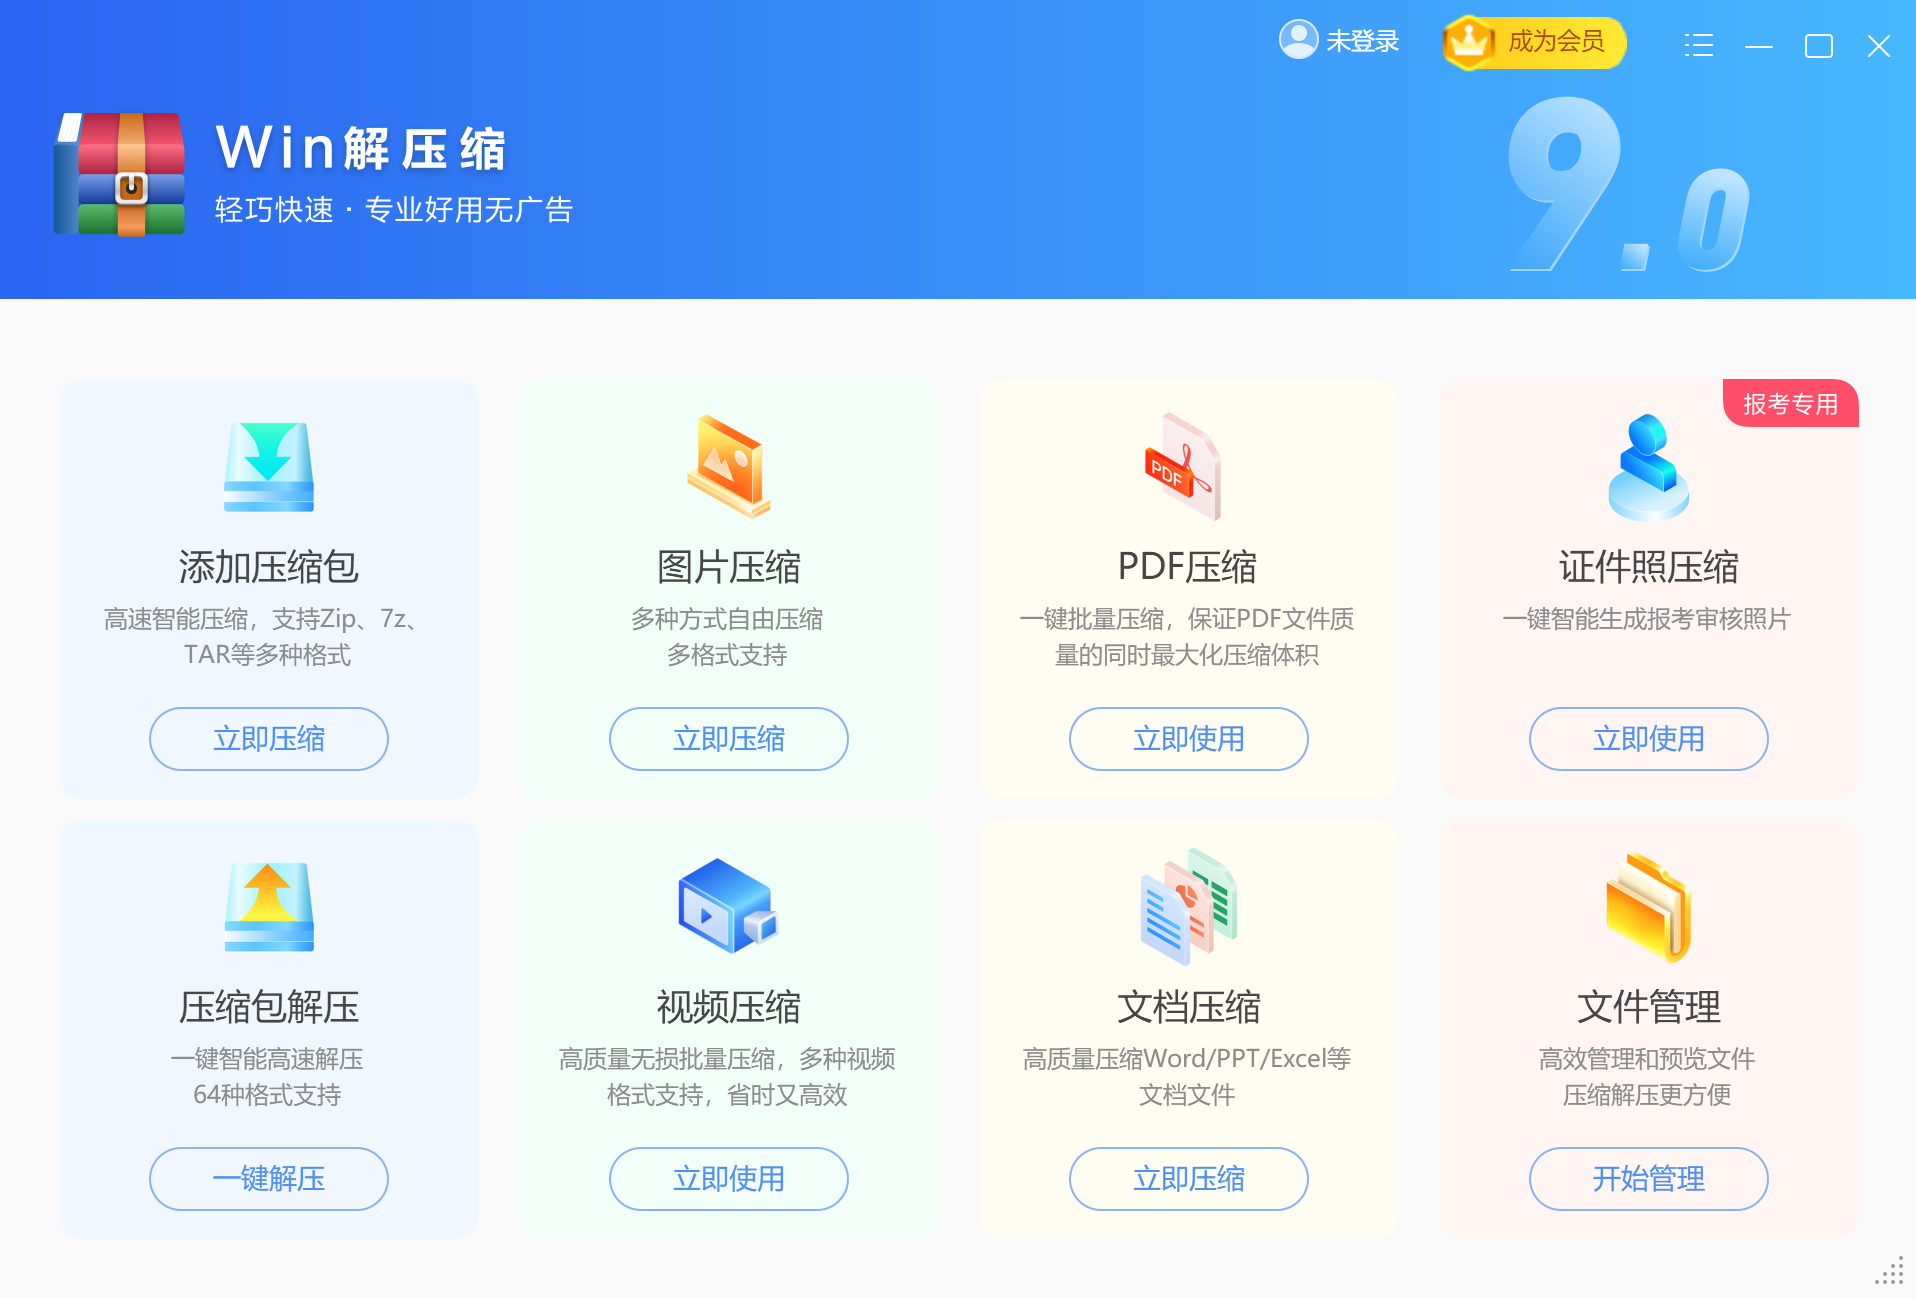 未登录
成为会员
Win解压缩
轻巧快速 · 专业好用无广告
9.0
添加压缩包
高速智能压缩，支持Zip、7z、
TAR等多种格式
立即压缩
图片压缩
多种方式自由压缩
多格式支持
立即压缩
PDF
PDF压缩
一键批量压缩，保证PDF文件质
量的同时最大化压缩体积
立即使用
报考专用
证件照压缩
一键智能生成报考审核照片
立即使用
压缩包解压
一键智能高速解压
64种格式支持
一键解压
视频压缩
高质量无损批量压缩，多种视频
格式支持，省时又高效
立即使用
文档压缩
高质量压缩Word/PPT/Excel等
文档文件
立即压缩
文件管理
高效管理和预览文件
压缩解压更方便
开始管理